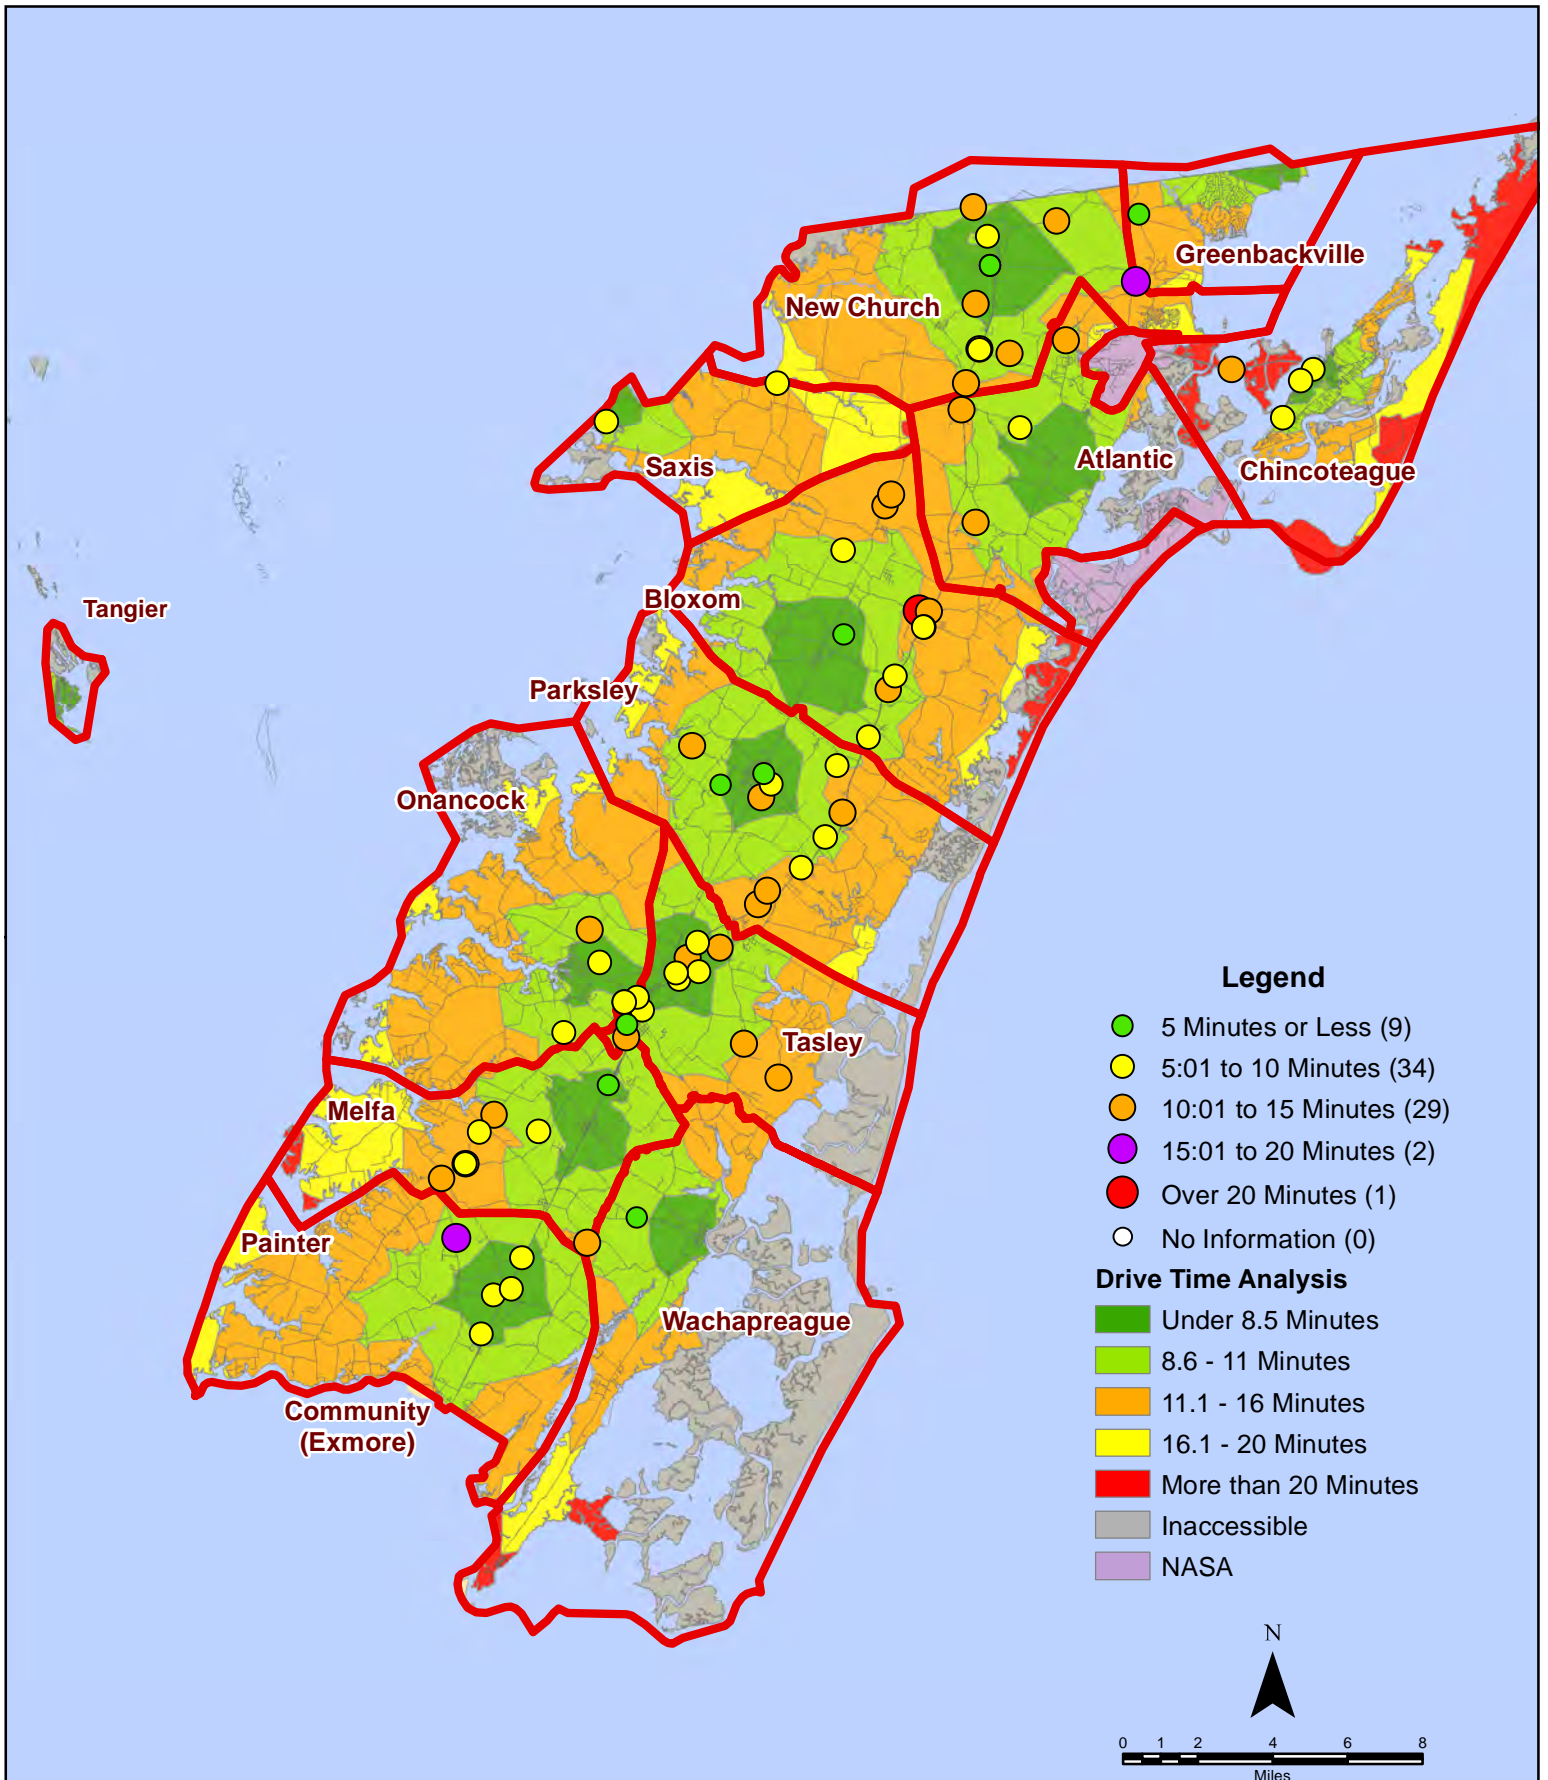 Greenbackville
New Church
Atlantic
Chincoteague
Saxis
Bloxom
Tangier
Parksley
Onancock
Tasley
Melfa
Painter
Wachapreague
Community
(Exmore)
Legend
5 Minutes or Less (9)
5:01 to 10 Minutes (34)
10:01 to 15 Minutes (29)
15:01 to 20 Minutes (2)
Over 20 Minutes (1)
No Information (0)
Drive Time Analysis
Under 8.5 Minutes
8.6 - 11 Minutes
11.1 - 16 Minutes
16.1 - 20 Minutes
More than 20 Minutes
Inaccessible
NASA
N
0 1 2 4 6 8
Miles